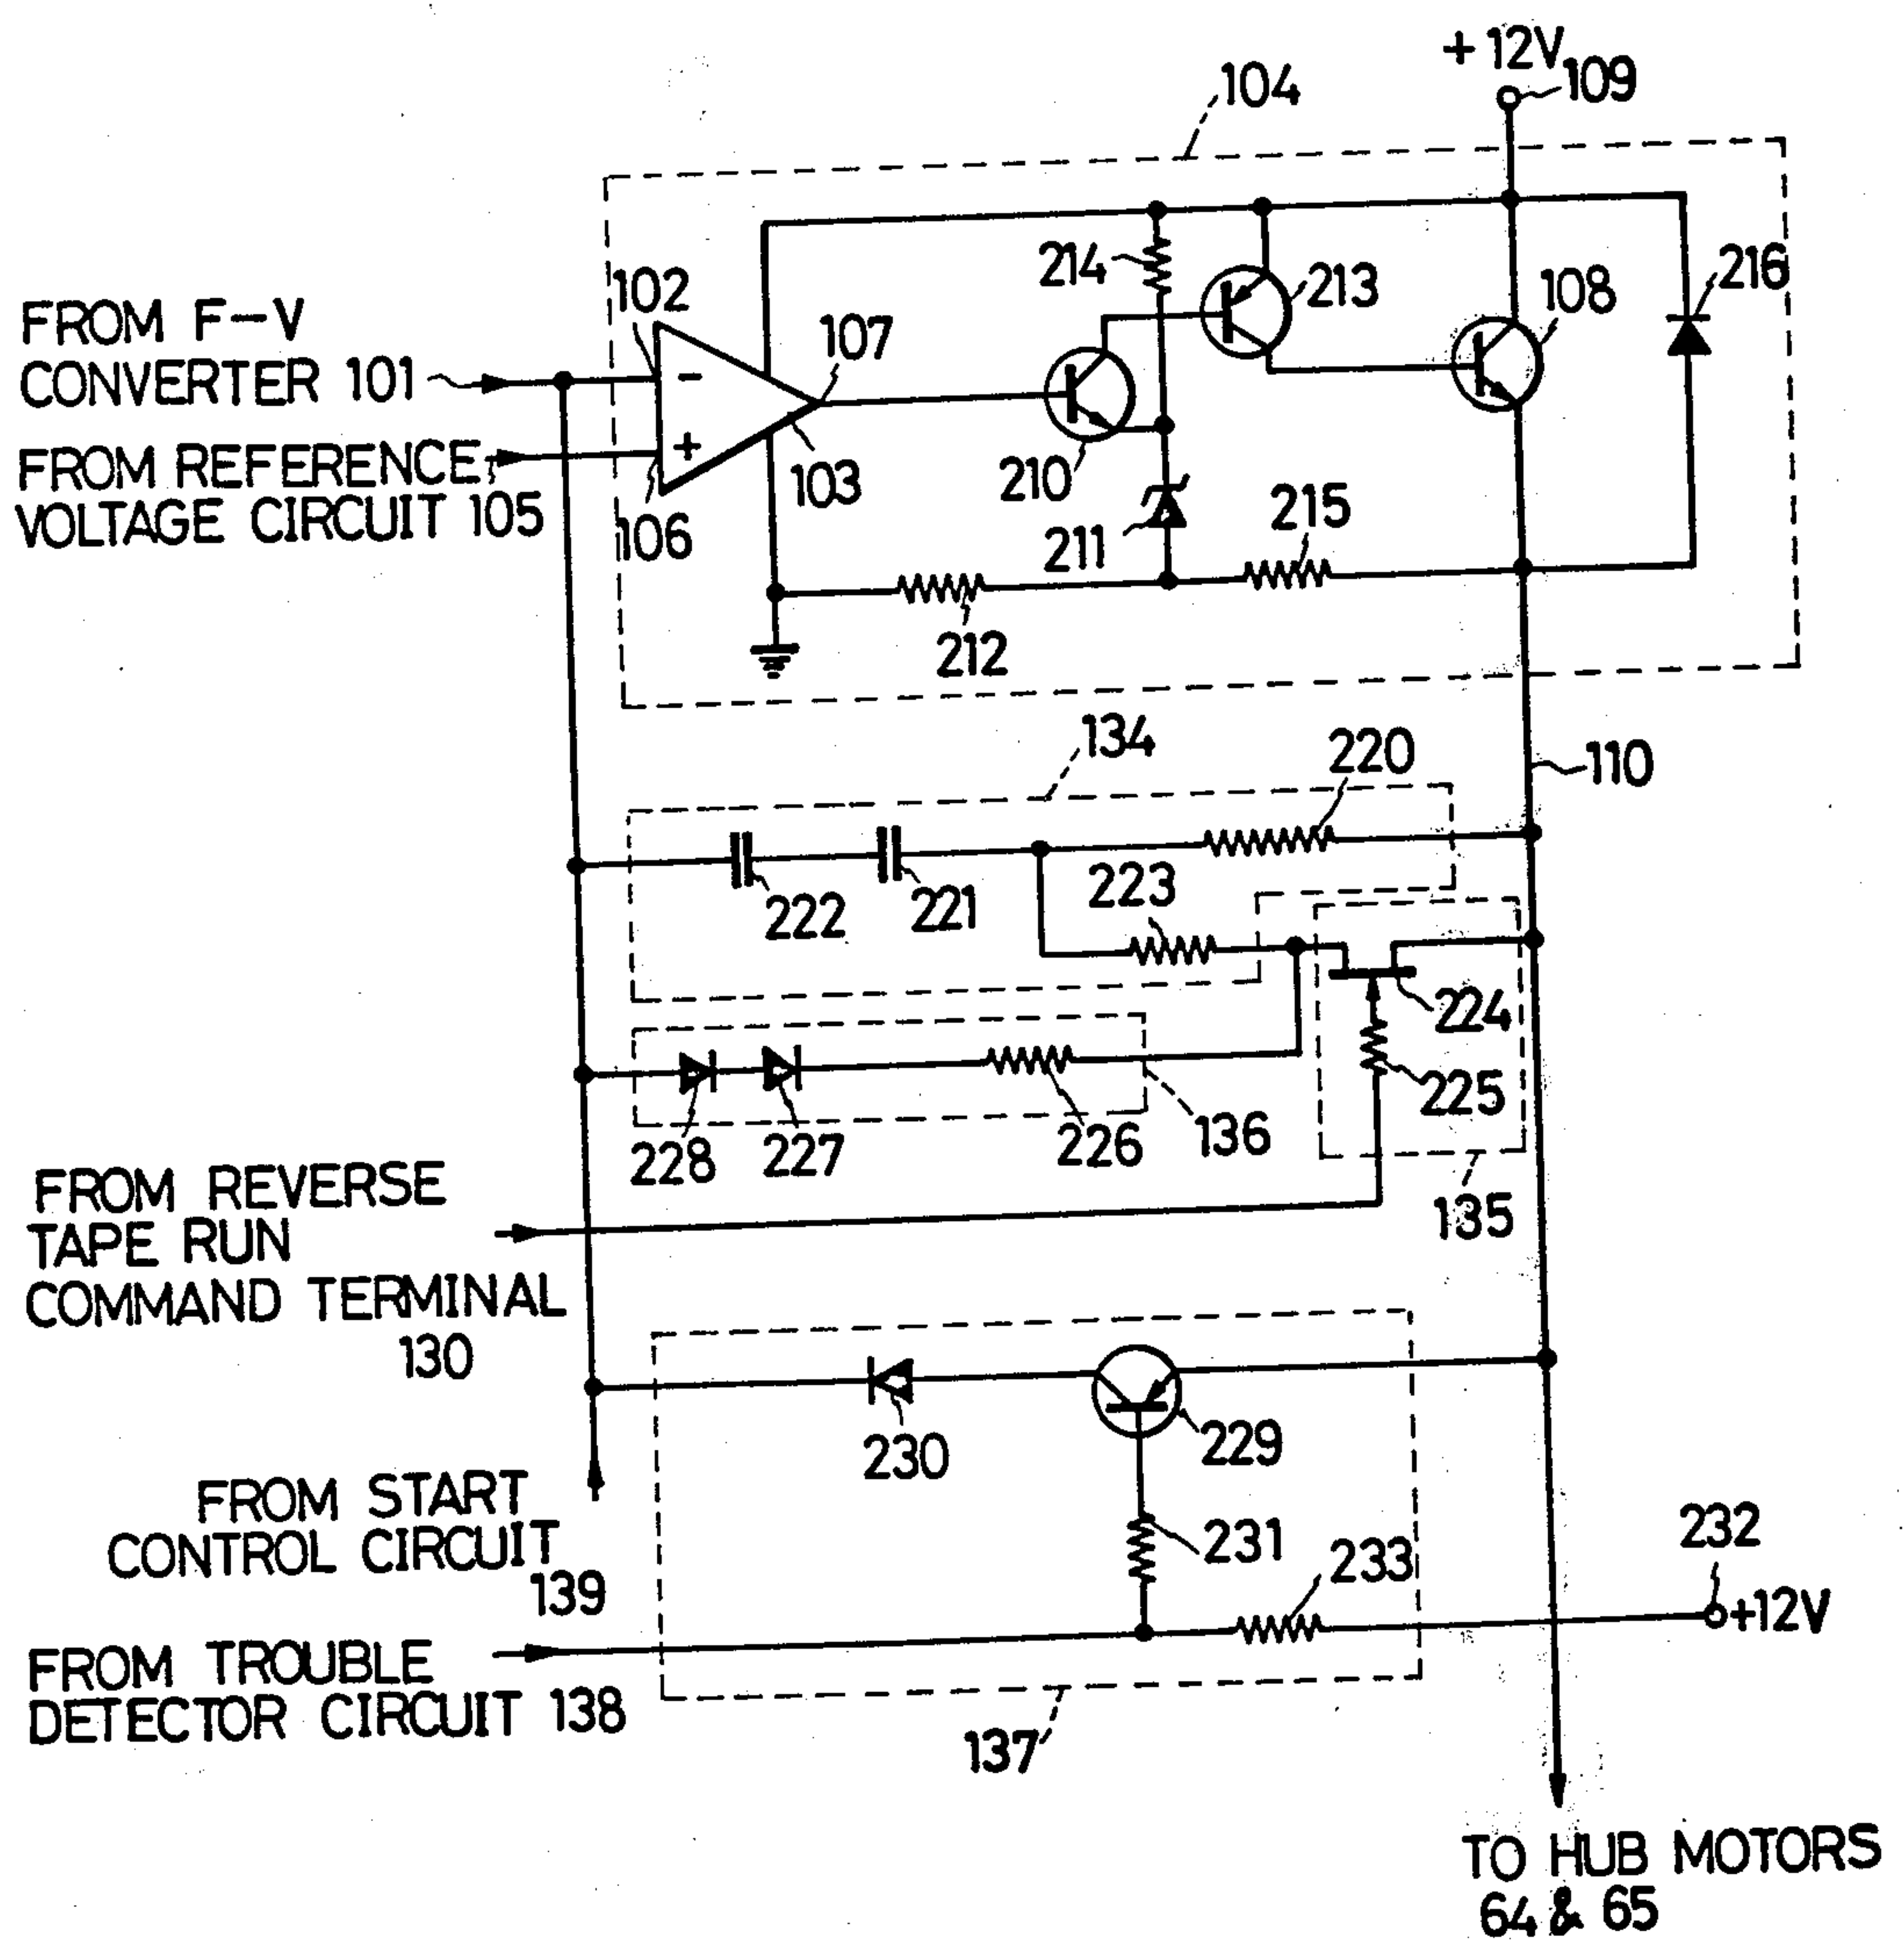 +12V
109
104
102
214
213
108
216
FROM F-V
CONVERTER 101
107
-
+
FROM REFERENCE
VOLTAGE CIRCUIT 105
106
103
210
211
215
212
134
220
110
222
221
223
224
225
228
227
226
136
135
FROM REVERSE
TAPE RUN
COMMAND TERMINAL
130
230
229
FROM START
CONTROL CIRCUIT
139
231
233
232
+12V
FROM TROUBLE
DETECTOR CIRCUIT 138
137
TO HUB MOTORS
64 & 65